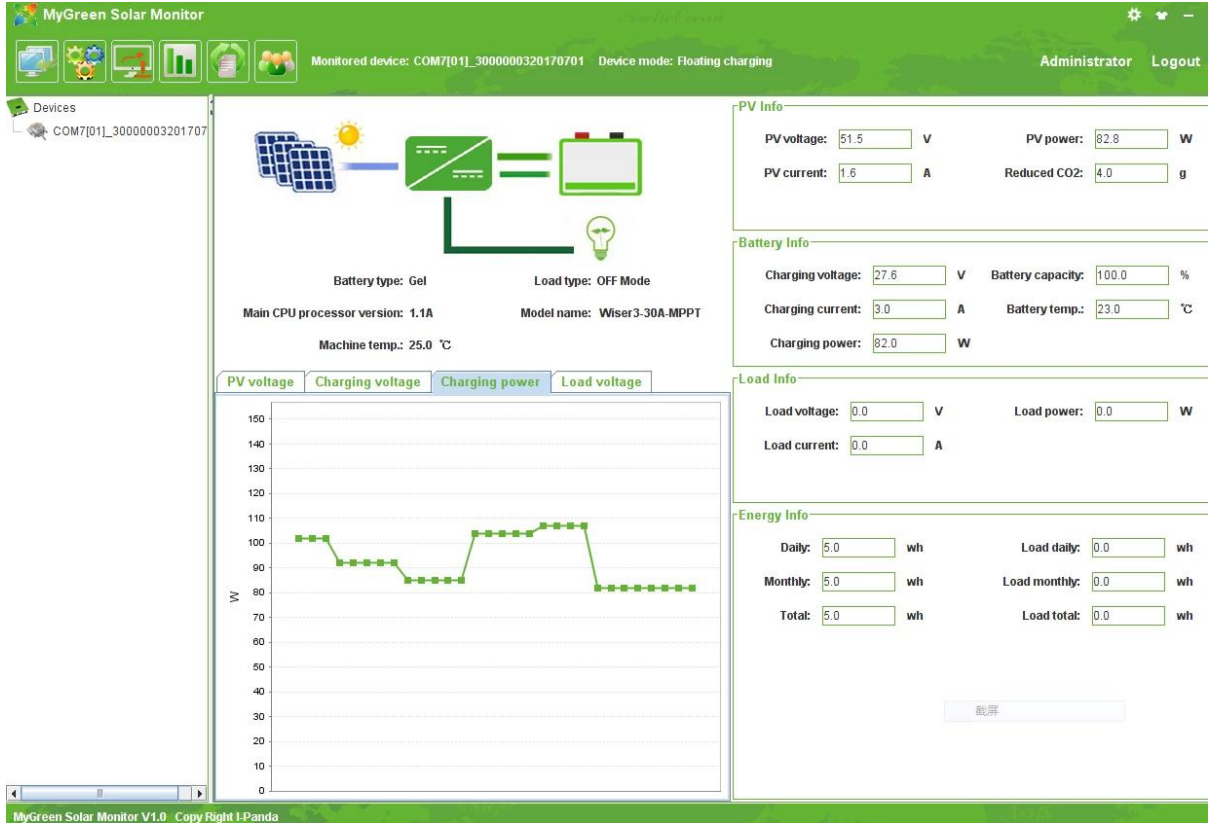 MyGreen Solar Monitor
Monitored device: COM7[01]_3000000320170701 Device mode: Floating charging
Administrator Logout
Devices
COM7[01]_30000003201707
Battery type: Gel Load type: OFF Mode
Main CPU processor version: 1.1A Model name: Wiser3-30A-MPPT
Machine temp.: 25.0 ℃
PV voltage Charging voltage Charging power Load voltage
150
140
130
120
110
100
90
80
70
60
50
40
30
20
10
0
W
PV Info
PV voltage: 51.5 V PV power: 82.8 W
PV current: 1.6 A Reduced CO2: 4.0 g
Battery Info
Charging voltage: 27.6 V Battery capacity: 100.0 %
Charging current: 3.0 A Battery temp.: 23.0 ℃
Charging power: 82.0 W
Load Info
Load voltage: 0.0 V Load power: 0.0 W
Load current: 0.0 A
Energy Info
Daily: 5.0 wh Load daily: 0.0 wh
Monthly: 5.0 wh Load monthly: 0.0 wh
Total: 5.0 wh Load total: 0.0 wh
截屏
MyGreen Solar Monitor V1.0 Copy Right I-Panda